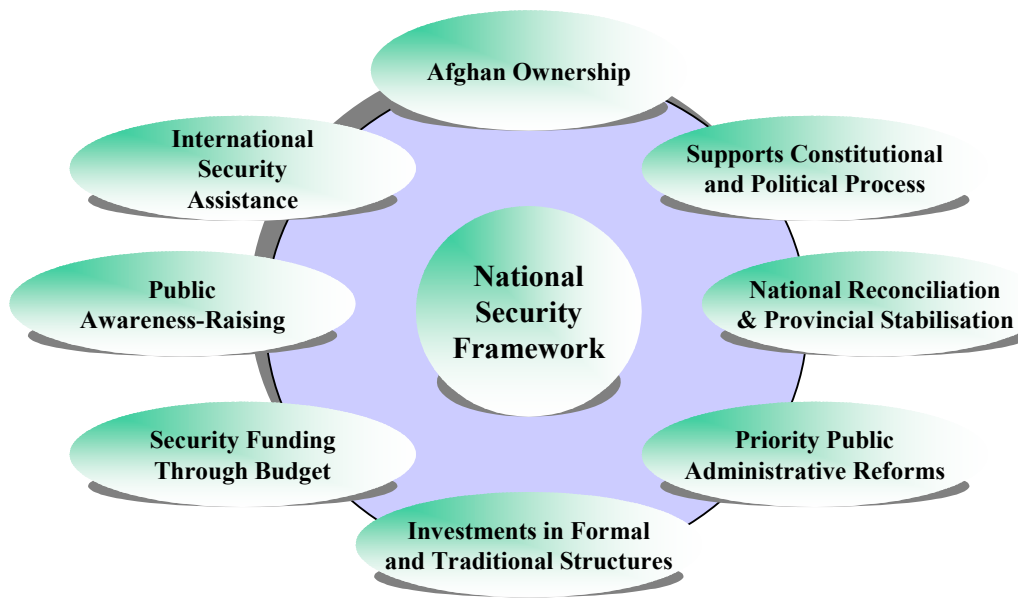 Afghan Ownership
International
Security
Assistance
Supports Constitutional
and Political Process
National
Security
Framework
Public
Awareness-Raising
National Reconciliation
& Provincial Stabilisation
Security Funding
Through Budget
Priority Public
Administrative Reforms
Investments in Formal
and Traditional Structures